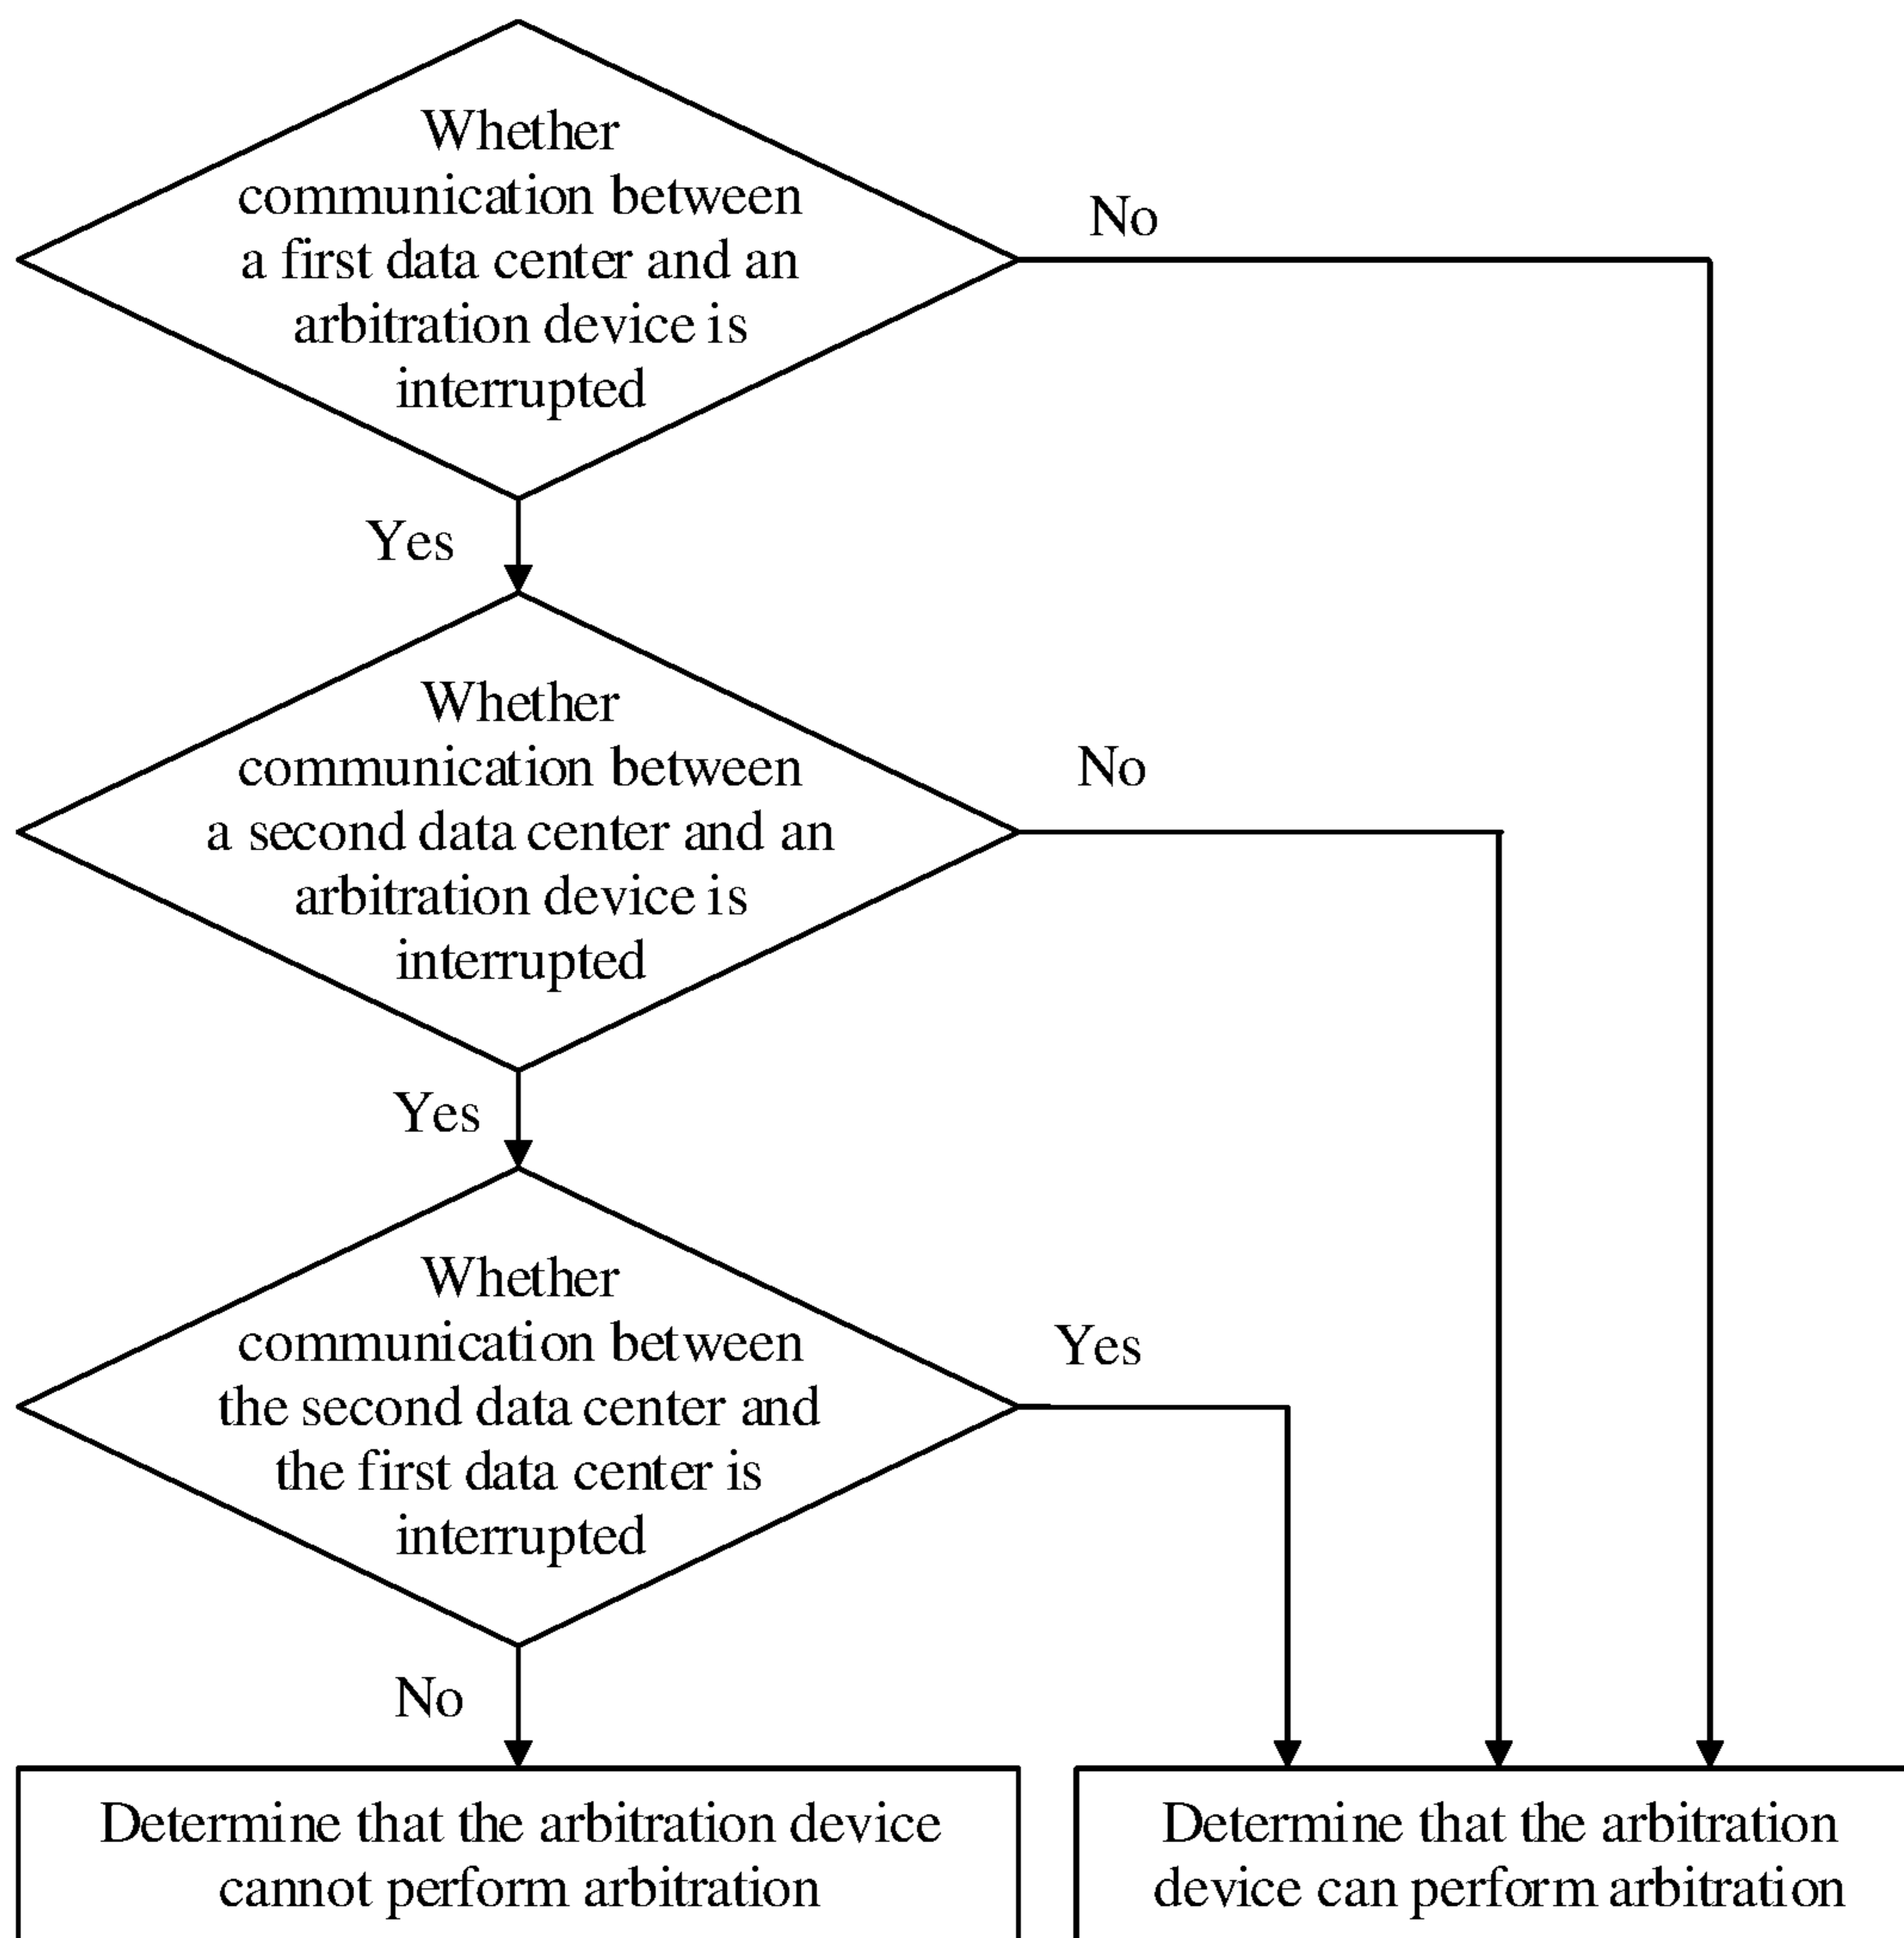 Whether
communication between
a first data center and an
arbitration device is
interrupted
No
Yes
Whether
communication between
a second data center and an
arbitration device is
interrupted
No
Yes
Whether
communication between
the second data center and
the first data center is
interrupted
Yes
No
Determine that the arbitration device
cannot perform arbitration
Determine that the arbitration
device can perform arbitration